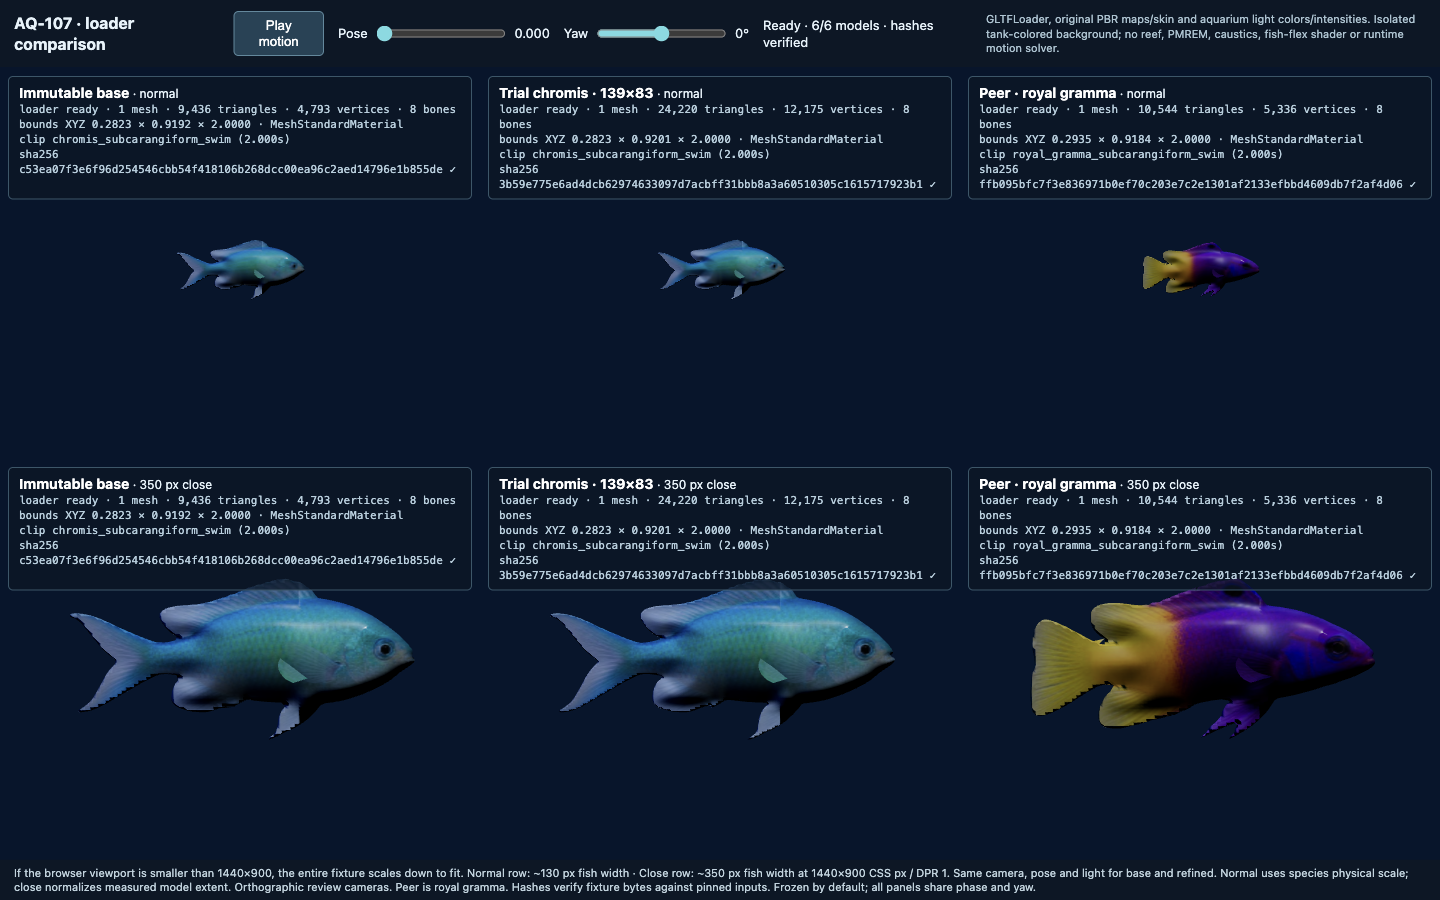 AQ-107 · loader
comparison
Play
motion
Pose
0.000
Yaw
0°
Ready · 6/6 models · hashes
verified
GLTFLoader, original PBR maps/skin and aquarium light colors/intensities. Isolated
tank-colored background; no reef, PMREM, caustics, fish-flex shader or runtime
motion solver.
Immutable base · normal
loader ready · 1 mesh · 9,436 triangles · 4,793 vertices · 8 bones
bounds XYZ 0.2823 × 0.9192 × 2.0000 · MeshStandardMaterial
clip chromis_subcarangiform_swim (2.000s)
sha256
c53ea07f3e6f96d254546cbb54f418106b268dcc00ea96c2aed14796e1b855de ✓
Trial chromis · 139×83 · normal
loader ready · 1 mesh · 24,220 triangles · 12,175 vertices · 8
bones
bounds XYZ 0.2823 × 0.9201 × 2.0000 · MeshStandardMaterial
clip chromis_subcarangiform_swim (2.000s)
sha256
3b59e775e6ad4dcb62974633097d7acbff31bbb8a3a60510305c1615717923b1 ✓
Peer · royal gramma · normal
loader ready · 1 mesh · 10,544 triangles · 5,336 vertices · 8
bones
bounds XYZ 0.2935 × 0.9184 × 2.0000 · MeshStandardMaterial
clip royal_gramma_subcarangiform_swim (2.000s)
sha256
ffb095bfc7f3e836971b0ef70c203e7c2e1301af2133efbbd4609db7f2af4d06 ✓
Immutable base · 350 px close
loader ready · 1 mesh · 9,436 triangles · 4,793 vertices · 8 bones
bounds XYZ 0.2823 × 0.9192 × 2.0000 · MeshStandardMaterial
clip chromis_subcarangiform_swim (2.000s)
sha256
c53ea07f3e6f96d254546cbb54f418106b268dcc00ea96c2aed14796e1b855de ✓
Trial chromis · 139×83 · 350 px close
loader ready · 1 mesh · 24,220 triangles · 12,175 vertices · 8
bones
bounds XYZ 0.2823 × 0.9201 × 2.0000 · MeshStandardMaterial
clip chromis_subcarangiform_swim (2.000s)
sha256
3b59e775e6ad4dcb62974633097d7acbff31bbb8a3a60510305c1615717923b1 ✓
Peer · royal gramma · 350 px close
loader ready · 1 mesh · 10,544 triangles · 5,336 vertices · 8
bones
bounds XYZ 0.2935 × 0.9184 × 2.0000 · MeshStandardMaterial
clip royal_gramma_subcarangiform_swim (2.000s)
sha256
ffb095bfc7f3e836971b0ef70c203e7c2e1301af2133efbbd4609db7f2af4d06 ✓
If the browser viewport is smaller than 1440×900, the entire fixture scales down to fit. Normal row: ~130 px fish width · Close row: ~350 px fish width at 1440×900 CSS px / DPR 1. Same camera, pose and light for base and refined. Normal uses species physical scale;
close normalizes measured model extent. Orthographic review cameras. Peer is royal gramma. Hashes verify fixture bytes against pinned inputs. Frozen by default; all panels share phase and yaw.